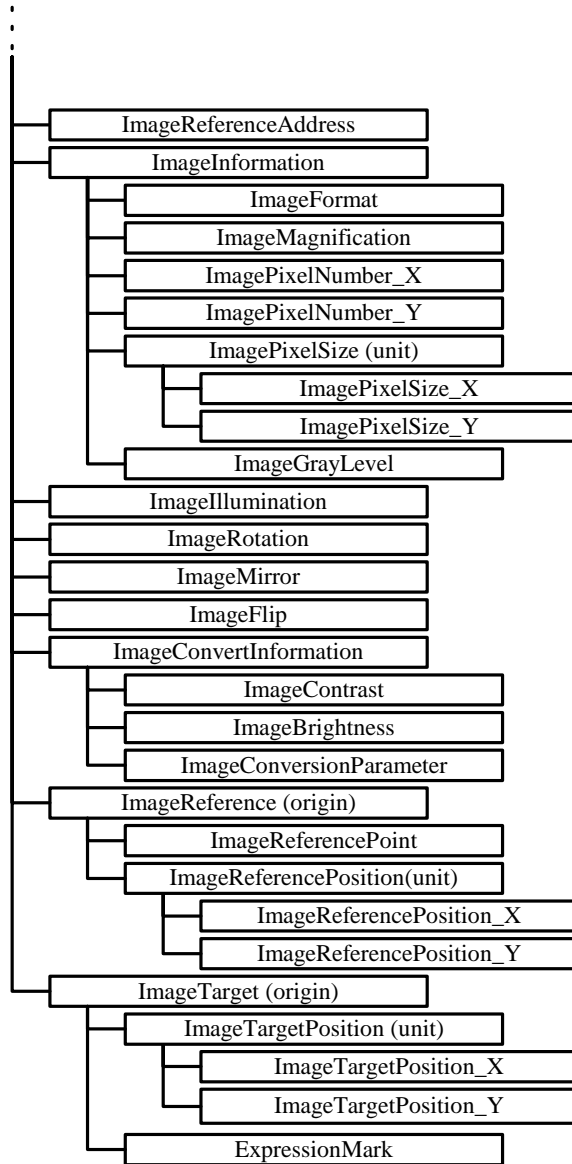 ImageReferenceAddress
ImageInformation
ImageFormat
ImageMagnification
ImagePixelNumber_X
ImagePixelNumber_Y
ImagePixelSize (unit)
ImagePixelSize_X
ImagePixelSize_Y
ImageGrayLevel
ImageIllumination
ImageRotation
ImageMirror
ImageFlip
ImageConvertInformation
ImageContrast
ImageBrightness
ImageConversionParameter
ImageReference (origin)
ImageReferencePoint
ImageReferencePosition(unit)
ImageReferencePosition_X
ImageReferencePosition_Y
ImageTarget (origin)
ImageTargetPosition (unit)
ImageTargetPosition_X
ImageTargetPosition_Y
ExpressionMark